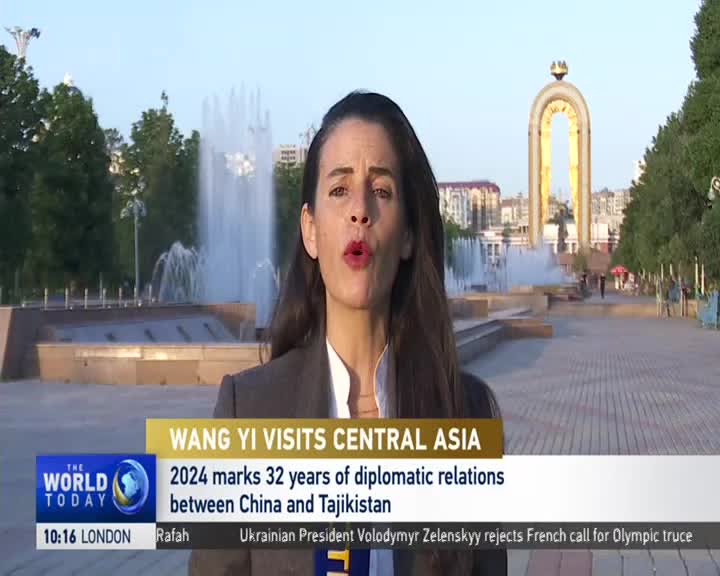 WANG YI VISITS CENTRAL ASIA
2024 marks 32 years of diplomatic relations
between China and Tajikistan
THE
WORLD
TODAY
10:16 LONDON
Rafah Ukrainian President Volodymyr Zelenskyy rejects French call for Olympic truce